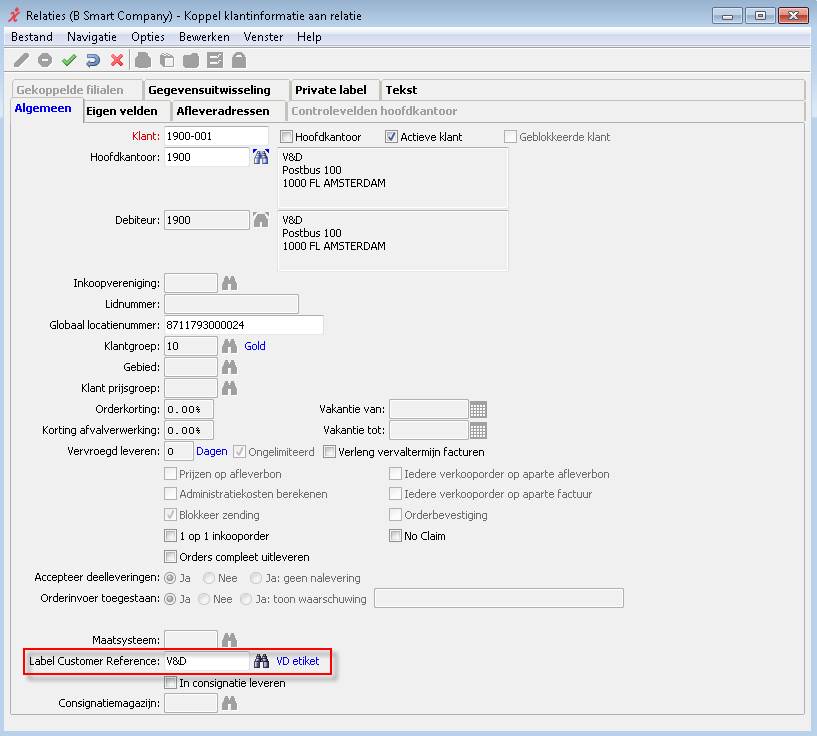 Relaties (B Smart Company) - Koppel klantinformatie aan relatie
Bestand Navigatie Opties Bewerken Venster Help
Gekoppelde filialen Gegevensuitwisseling Private label Tekst
Algemeen Eigen velden Afleveradressen Controlevelden hoofdkantoor
Klant: 1900-001 Hoofdkantoor Actieve klant Geblokkeerde klant
Hoofdkantoor: 1900 V&D
Postbus 100
1000 FL AMSTERDAM
Debiteur: 1900 V&D
Postbus 100
1000 FL AMSTERDAM
Inkoopvereniging:
Lidnummer:
Globaal locatienummer: 8711793000024
Klantgroep: 10 Gold
Gebied:
Klant prijsgroep:
Orderkorting: 0.00% Vakantie van:
Korting afvalverwerking: 0.00% Vakantie tot:
Vervroegd leveren: 0 Dagen Ongelimiteerd Verleng vervaltermijn facturen
Prijzen op afleverbon Iedere verkooporder op aparte afleverbon
Administratiekosten berekenen Iedere verkooporder op aparte factuur
Blokkeer zending Orderbevestiging
1 op 1 inkooporder No Claim
Orders compleet uitleveren
Accepteer deelleveringen: Ja Nee Ja: geen nalevering
Orderinvoer toegestaan: Ja Nee Ja: toon waarschuwing
Maatsysteem:
Label Customer Reference: V&D VD etiket
In consignatie leveren
Consignatiemagazijn: